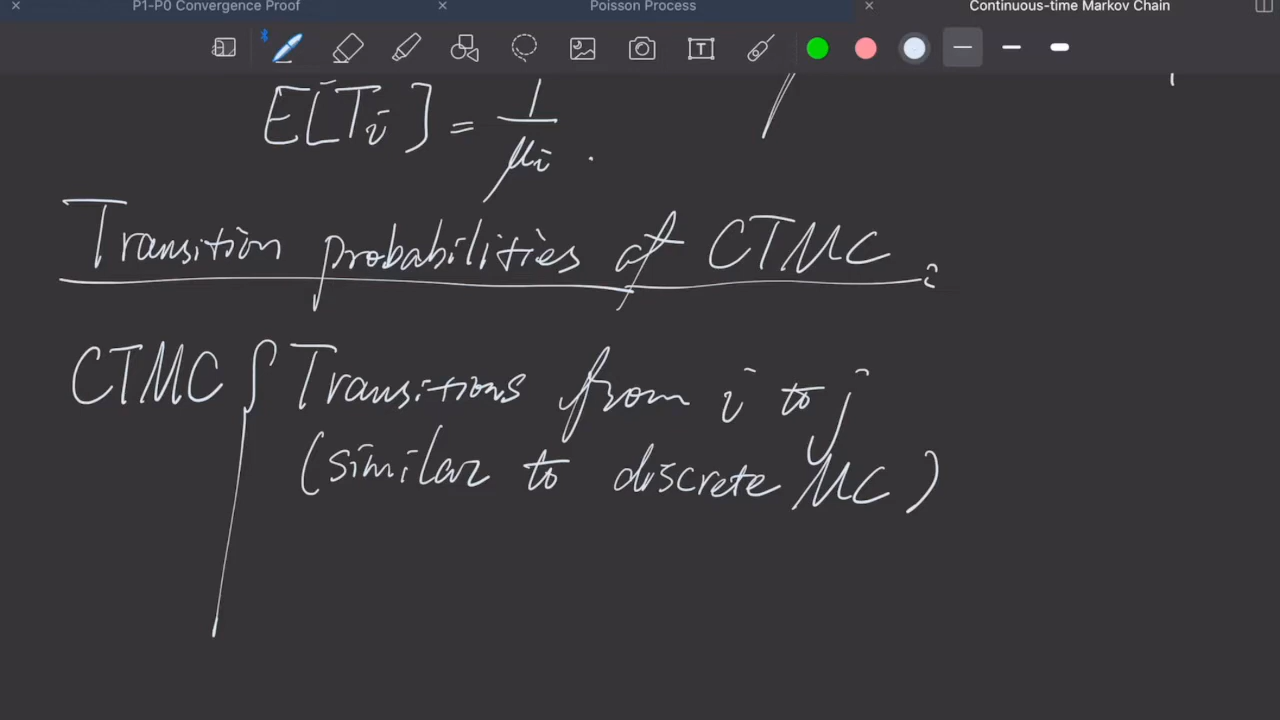 P1-P0 Convergence Proof
Poisson Process
Continuous-time Markov Chain
T
E[Ti] = 1/μi .
Transition probabilities of CTMC :
CTMC { Transitions from i to j
(similar to discrete MC)